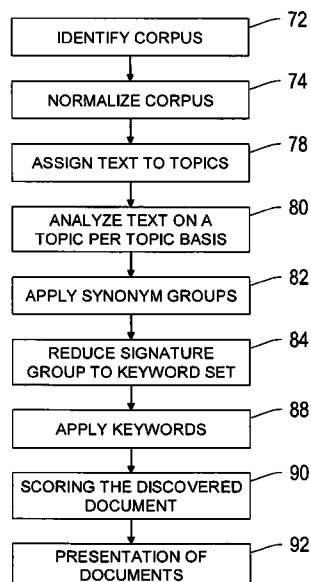 72
IDENTIFY CORPUS
74
NORMALIZE CORPUS
78
ASSIGN TEXT TO TOPICS
80
ANALYZE TEXT ON A
TOPIC PER TOPIC BASIS
82
APPLY SYNONYM GROUPS
84
REDUCE SIGNATURE
GROUP TO KEYWORD SET
88
APPLY KEYWORDS
90
SCORING THE DISCOVERED
DOCUMENT
92
PRESENTATION OF
DOCUMENTS